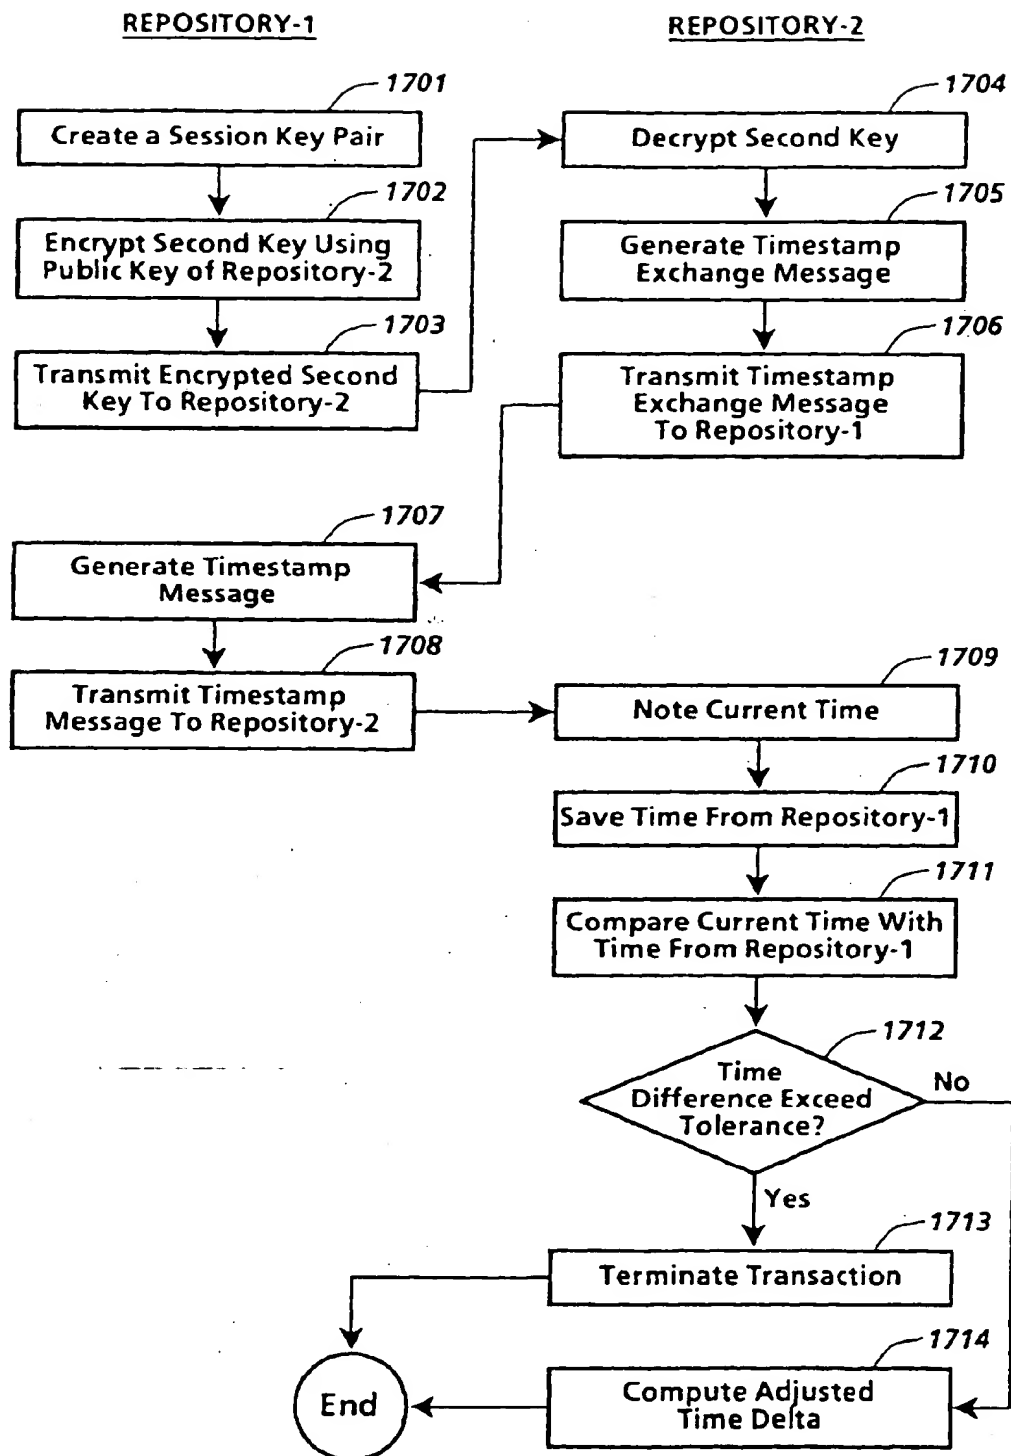 REPOSITORY-1
REPOSITORY-2
1701
Create a Session Key Pair
1702
Encrypt Second Key Using
Public Key of Repository-2
1703
Transmit Encrypted Second
Key To Repository-2
1704
Decrypt Second Key
1705
Generate Timestamp
Exchange Message
1706
Transmit Timestamp
Exchange Message
To Repository-1
1707
Generate Timestamp
Message
1708
Transmit Timestamp
Message To Repository-2
1709
Note Current Time
1710
Save Time From Repository-1
1711
Compare Current Time With
Time From Repository-1
1712
Time
Difference Exceed
Tolerance?
No
Yes
1713
Terminate Transaction
1714
Compute Adjusted
Time Delta
End